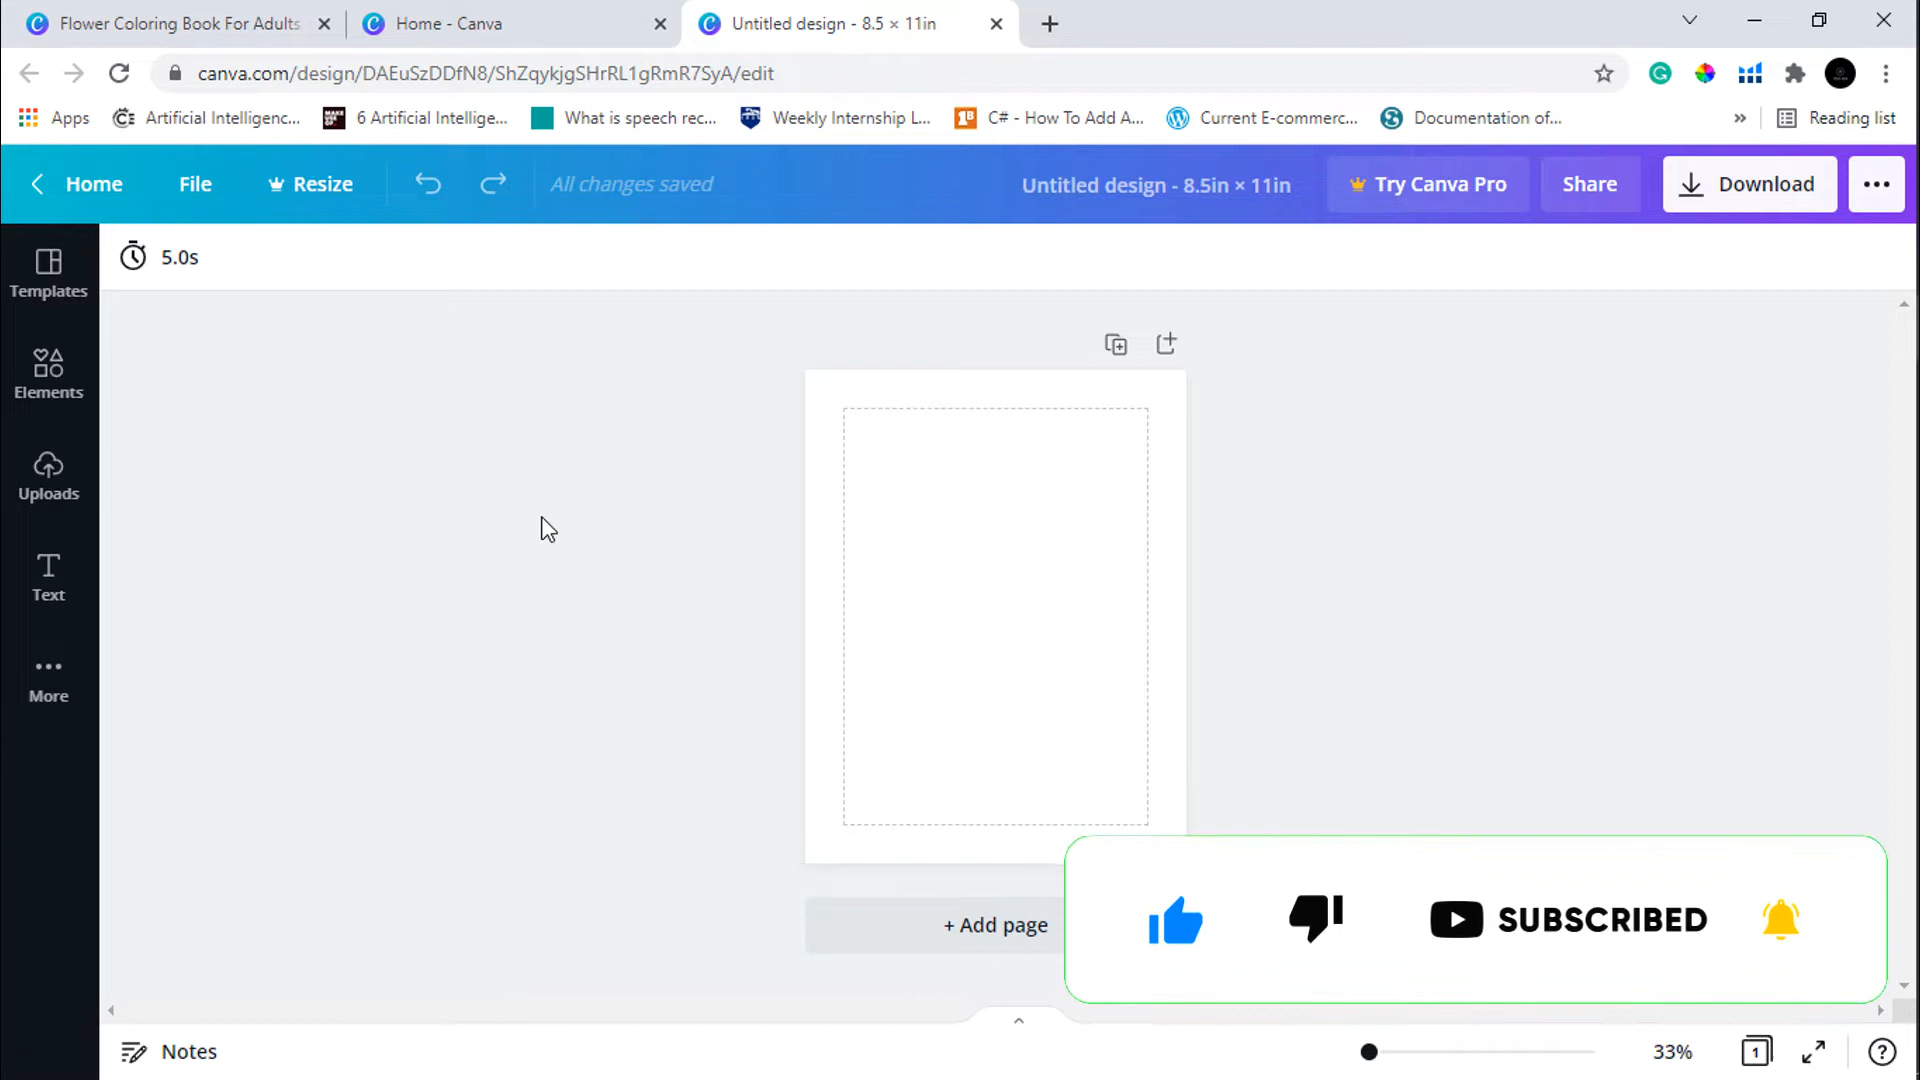 Flower Coloring Book For Adults
Home - Canva
Untitled design - 8.5 × 11in
canva.com/design/DAEuSzDDfN8/ShZqykjgSHrRL1gRmR7SyA/edit
Apps
Artificial Intelligenc...
6 Artificial Intellige...
What is speech rec...
Weekly Internship L...
C# - How To Add A...
Current E-commerc...
Documentation of...
»
Reading list
Home
File
Resize
All changes saved
Untitled design - 8.5in × 11in
Try Canva Pro
Share
Download
5.0s
Templates
Elements
Uploads
Text
More
+ Add page
SUBSCRIBED
Notes
33%
1